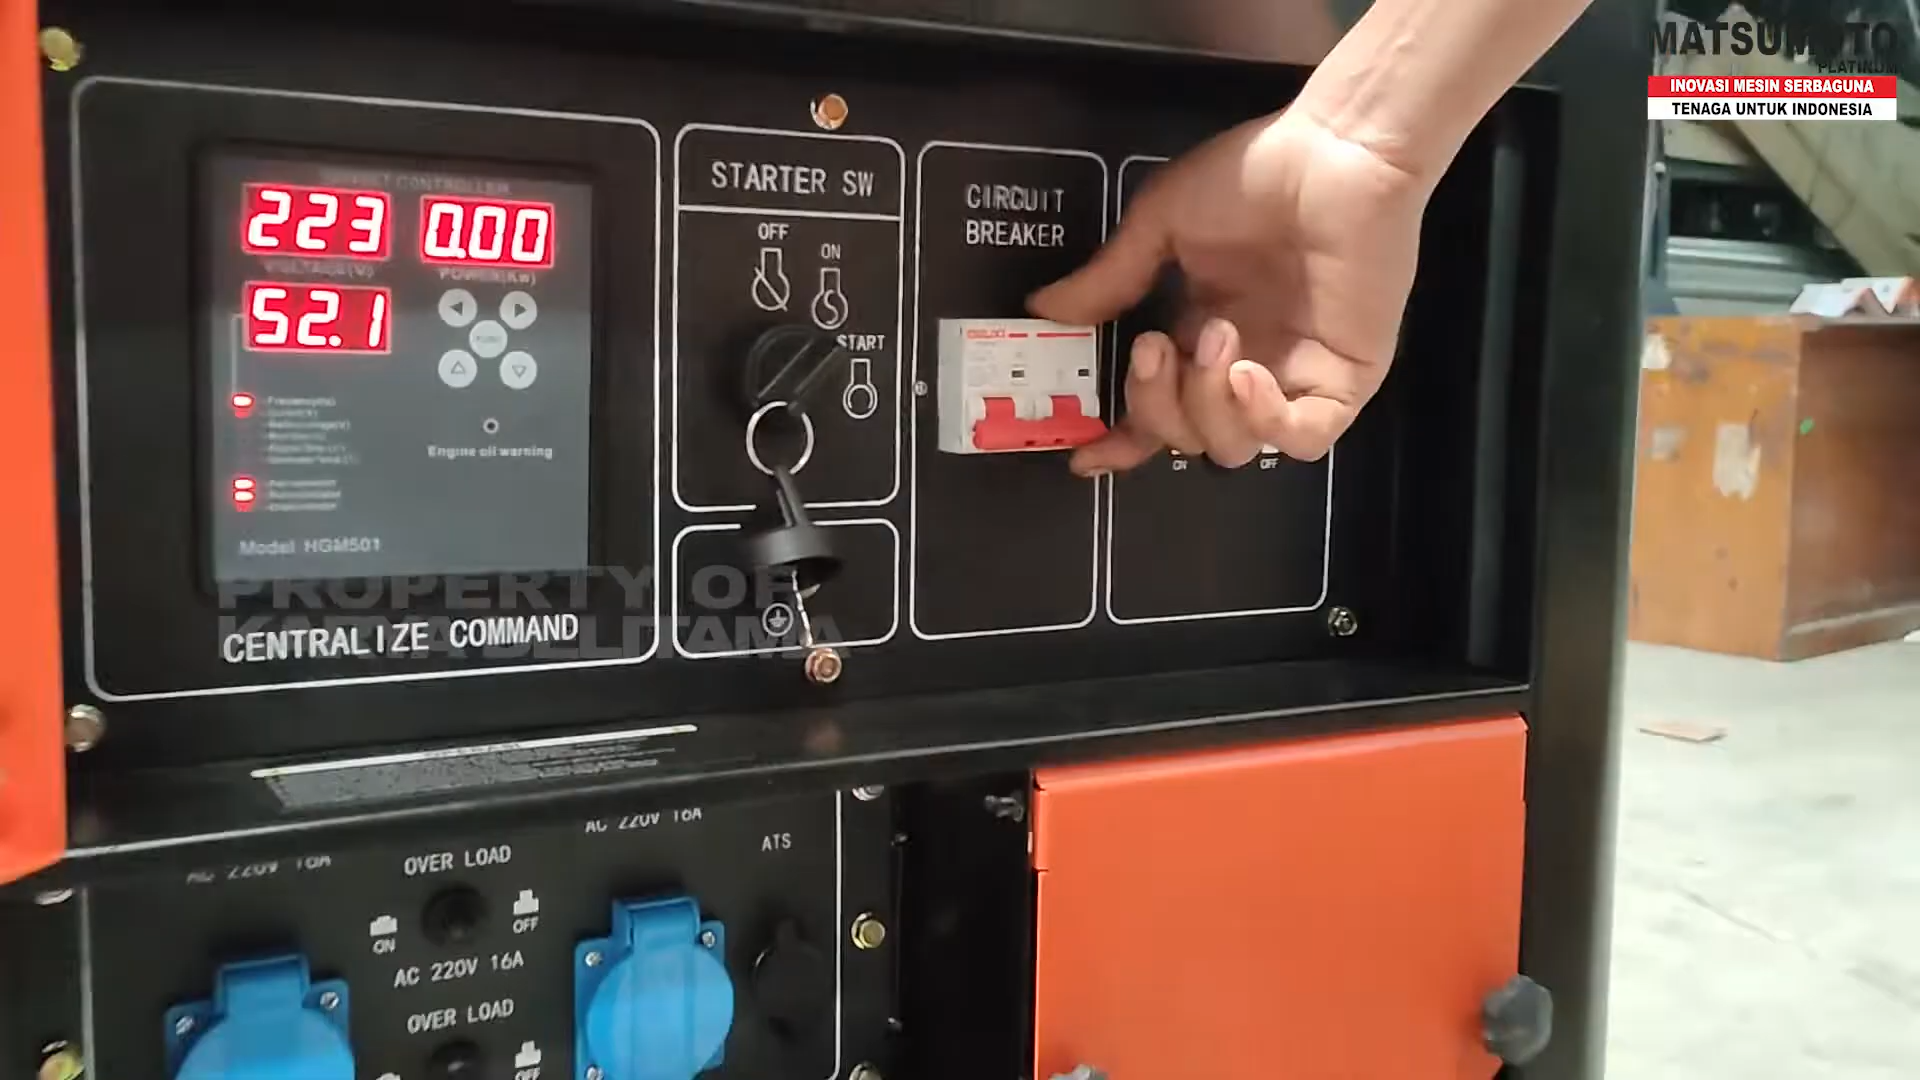 MATSUMOTO
PLATINUM
INOVASI MESIN SERBAGUNA
TENAGA UNTUK INDONESIA
CONTROLLER
223
0.00
VOLTAGE(V)
POWER(Kw)
52.1
Engine oil warning
Model HGM501
CENTRALIZE COMMAND
PROPERTY OF
STARTER SW
OFF
ON
START
CIRCUIT
BREAKER
ON
OFF
AC 220V 16A
OVER LOAD
ON
OFF
AC 220V 16A
OVER LOAD
OFF
AC 220V 16A
ATS